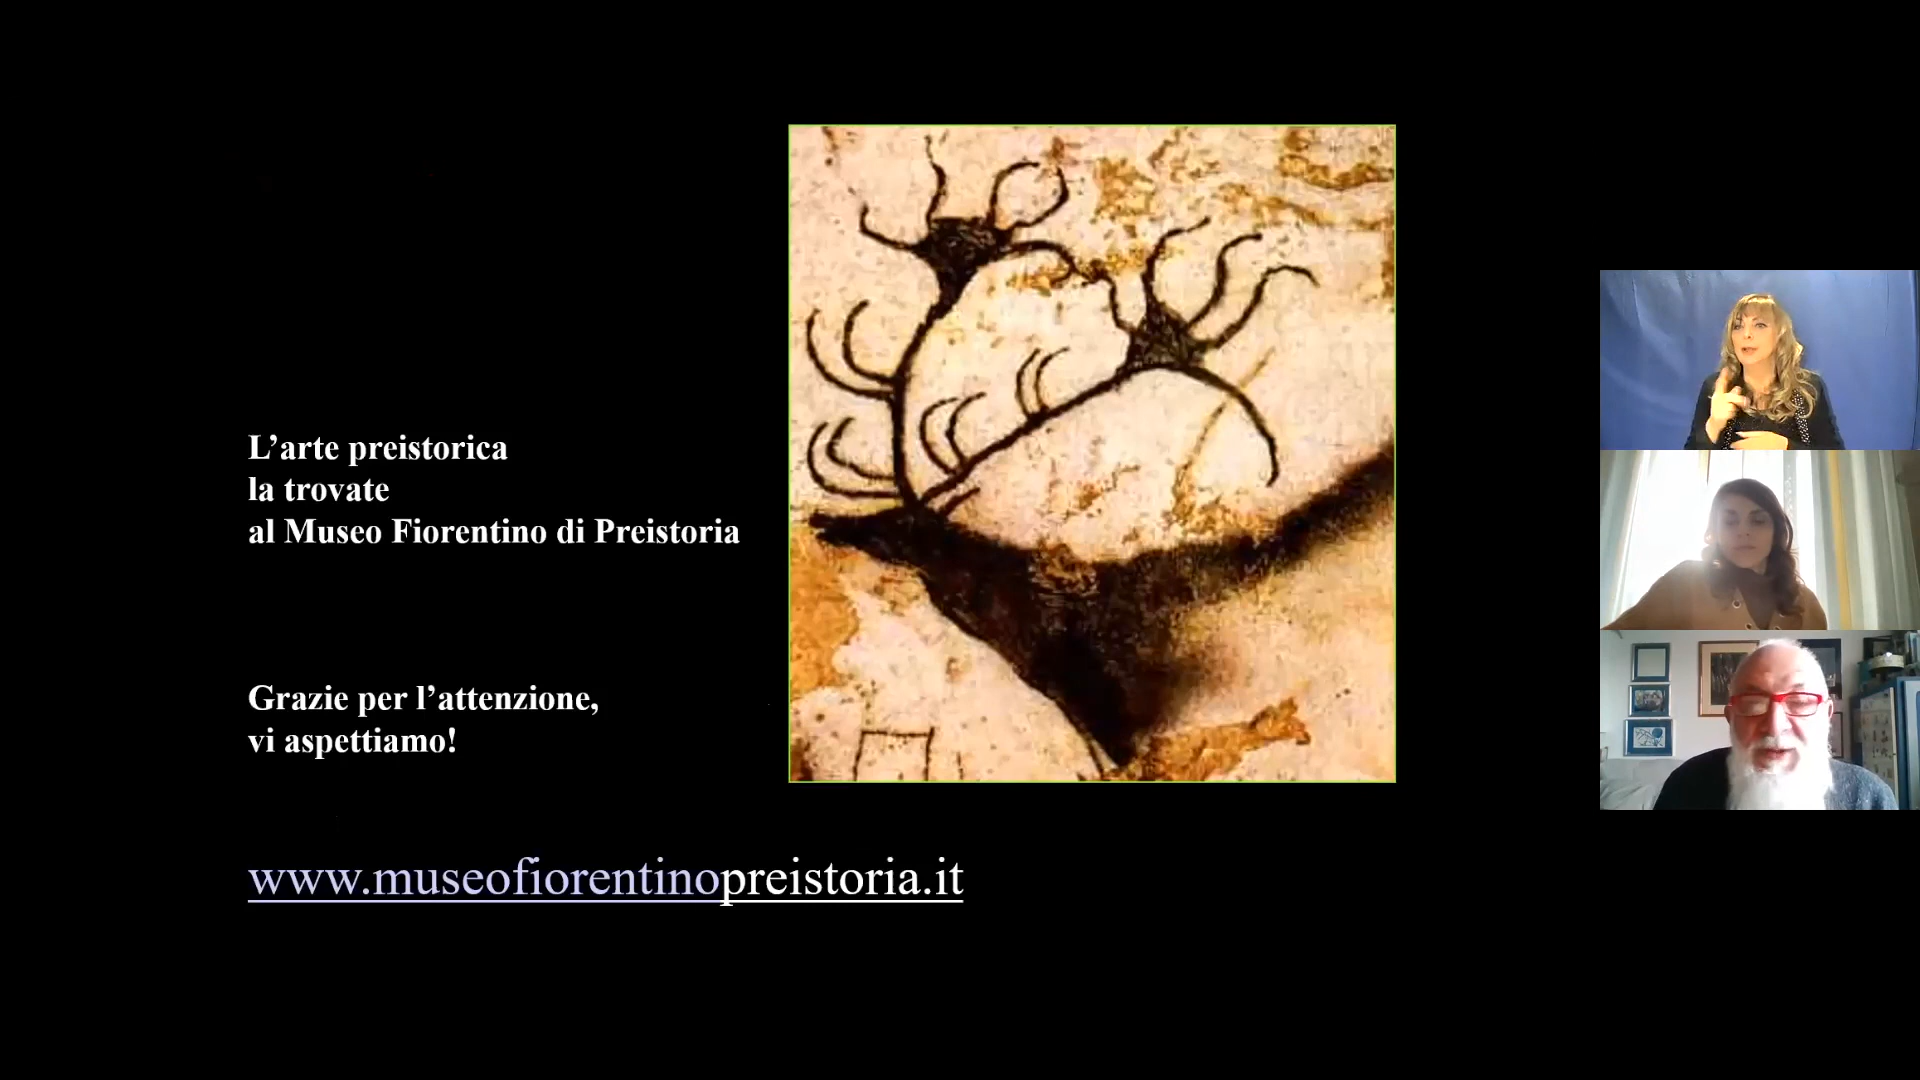 L’arte preistorica
la trovate
al Museo Fiorentino di Preistoria
Grazie per l’attenzione,
vi aspettiamo!
www.museofiorentinopreistoria.it